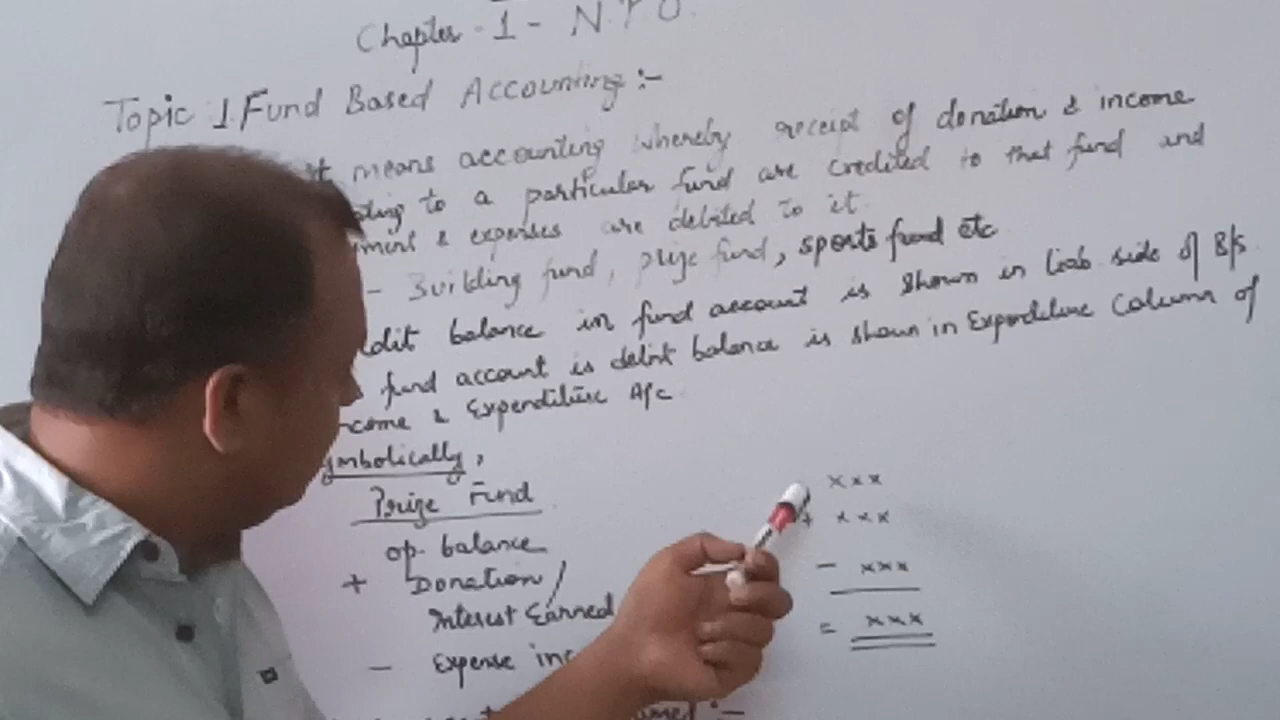 Chapter - 1 - N.P.O.
Topic 1 Fund Based Accounting :-
It means accounting whereby receipt of donation & income
to a particular fund are credited to that fund and
& expenses are debited to it.
- Building fund, prize fund, sports fund etc
balance in fund account is shown in liab side of B/s
fund account is debit balance is shown in Expenditure Column of
& Expenditure A/c
Symbolically,
Prize Fund
op. balance xxx
+ Donation/ + xxx
Interest Earned
- Expense - xxx
= xxx
:-